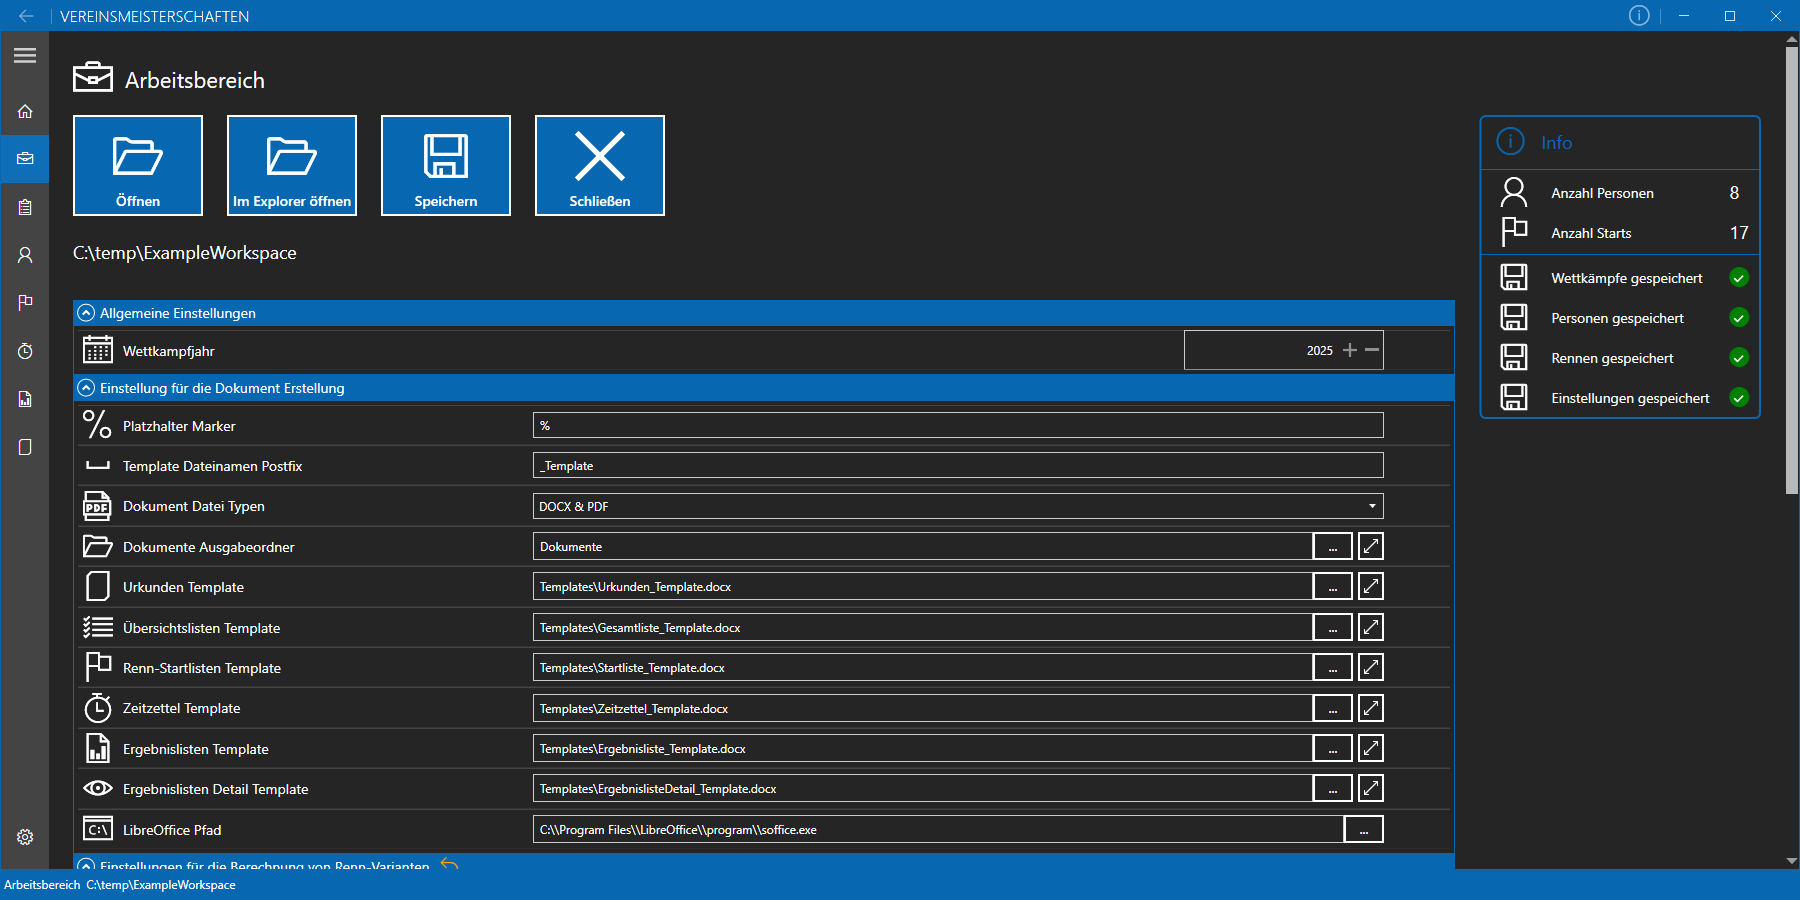 VEREINSMEISTERSCHAFTEN
Arbeitsbereich
Öffnen
Im Explorer öffnen
Speichern
Schließen
C:\temp\ExampleWorkspace
Info
Anzahl Personen 8
Anzahl Starts 17
Wettkämpfe gespeichert
Personen gespeichert
Rennen gespeichert
Einstellungen gespeichert
Allgemeine Einstellungen
Wettkampfjahr 2025
Einstellung für die Dokument Erstellung
Platzhalter Marker %
Template Dateinamen Postfix _Template
Dokument Datei Typen DOCX & PDF
Dokumente Ausgabeordner Dokumente ...
Urkunden Template Templates\Urkunden_Template.docx ...
Übersichtslisten Template Templates\Gesamtliste_Template.docx ...
Renn-Startlisten Template Templates\Startliste_Template.docx ...
Zeitzettel Template Templates\Zeitzettel_Template.docx ...
Ergebnislisten Template Templates\Ergebnisliste_Template.docx ...
Ergebnislisten Detail Template Templates\ErgebnislisteDetail_Template.docx ...
LibreOffice Pfad C:\\Program Files\\LibreOffice\\program\\soffice.exe ...
Einstellungen für die Berechnung von Renn-Varianten
Arbeitsbereich C:\temp\ExampleWorkspace